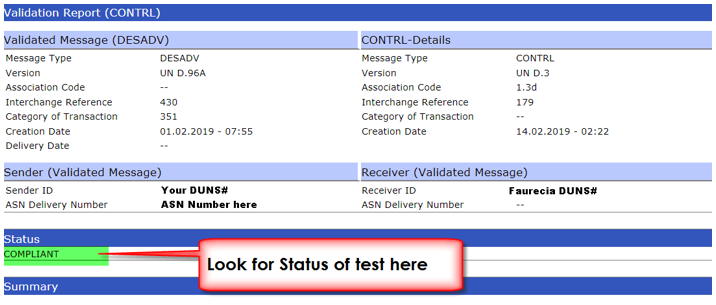 Validation Report (CONTRL)
Validated Message (DESADV)
Message Type DESADV
Version UN D.96A
Association Code --
Interchange Reference 430
Category of Transaction 351
Creation Date 01.02.2019 - 07:55
Delivery Date --
CONTRL-Details
Message Type CONTRL
Version UN D.3
Association Code 1.3d
Interchange Reference 179
Category of Transaction --
Creation Date 14.02.2019 - 02:22
Sender (Validated Message)
Sender ID Your DUNS#
ASN Delivery Number ASN Number here
Receiver (Validated Message)
Receiver ID Faurecia DUNS#
ASN Delivery Number --
Status
COMPLIANT
Look for Status of test here
Summary